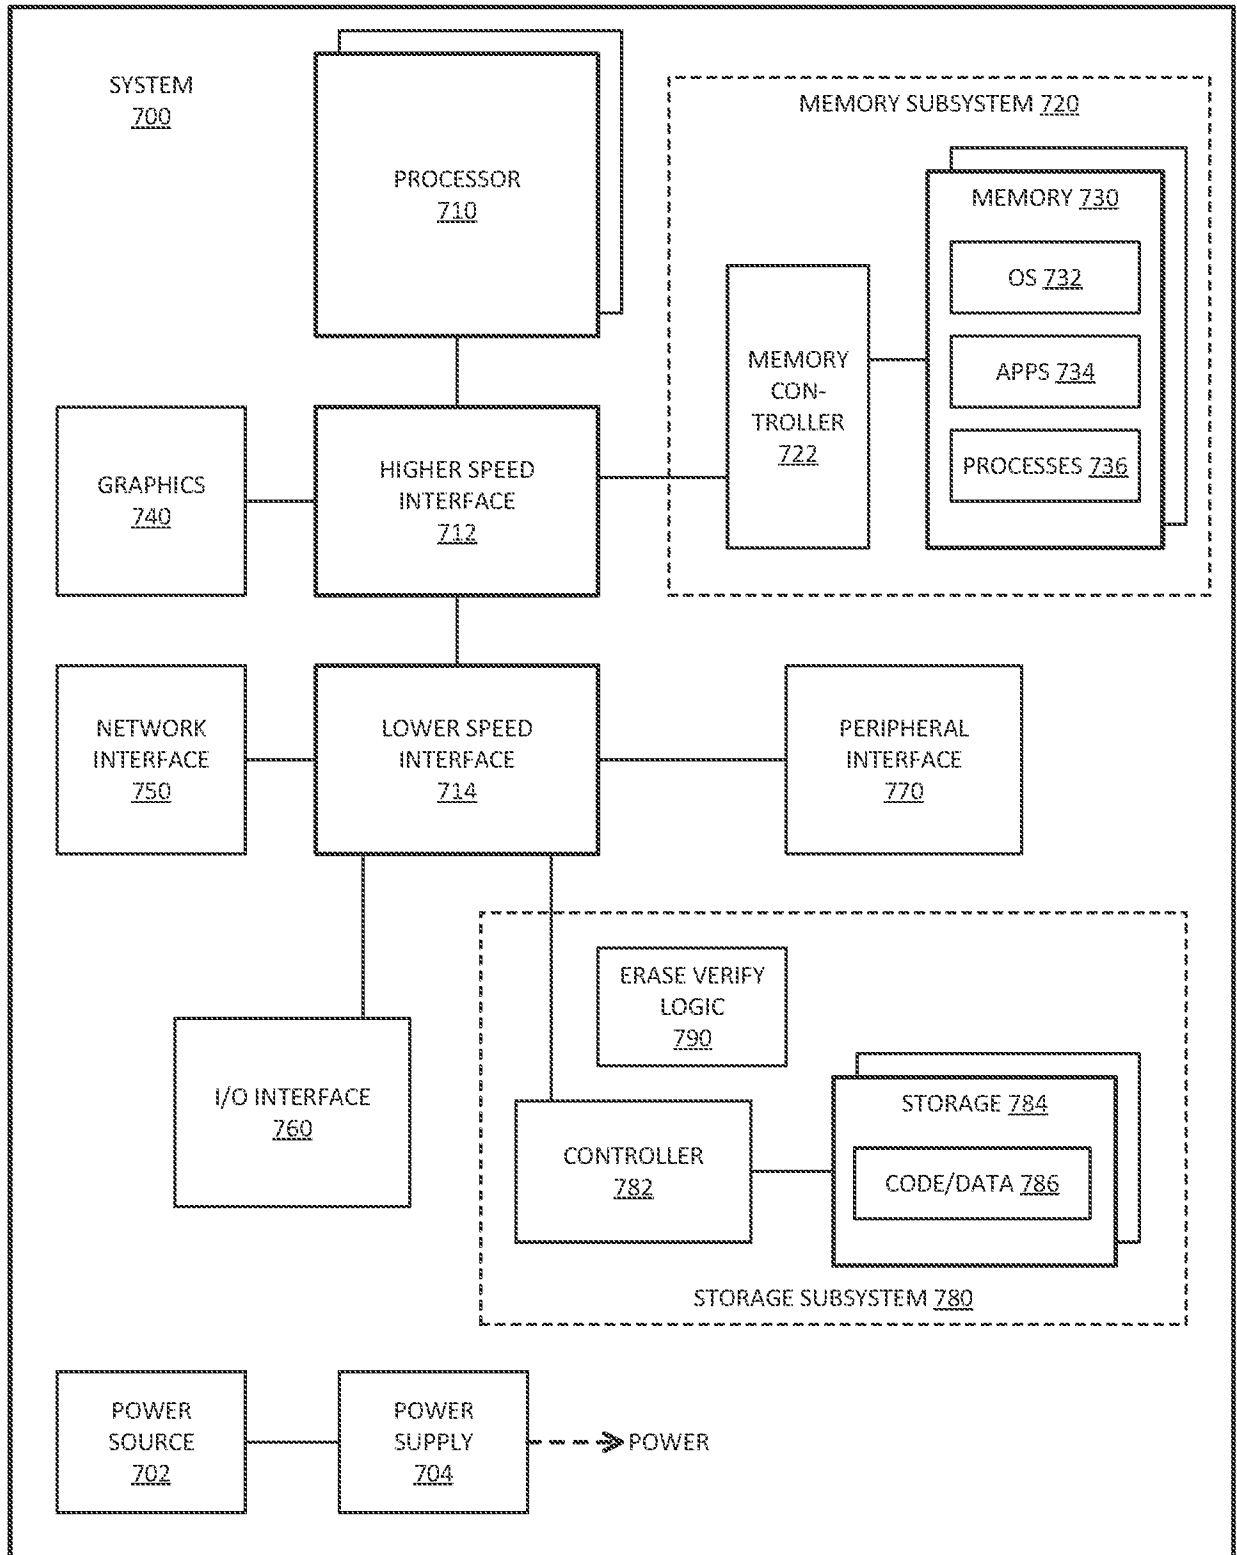 SYSTEM
700
PROCESSOR
710
MEMORY SUBSYSTEM 720
MEMORY 730
OS 732
APPS 734
PROCESSES 736
MEMORY
CON-
TROLLER
722
GRAPHICS
740
HIGHER SPEED
INTERFACE
712
NETWORK
INTERFACE
750
LOWER SPEED
INTERFACE
714
PERIPHERAL
INTERFACE
770
I/O INTERFACE
760
ERASE VERIFY
LOGIC
790
CONTROLLER
782
STORAGE 784
CODE/DATA 786
STORAGE SUBSYSTEM 780
POWER
SOURCE
702
POWER
SUPPLY
704
POWER